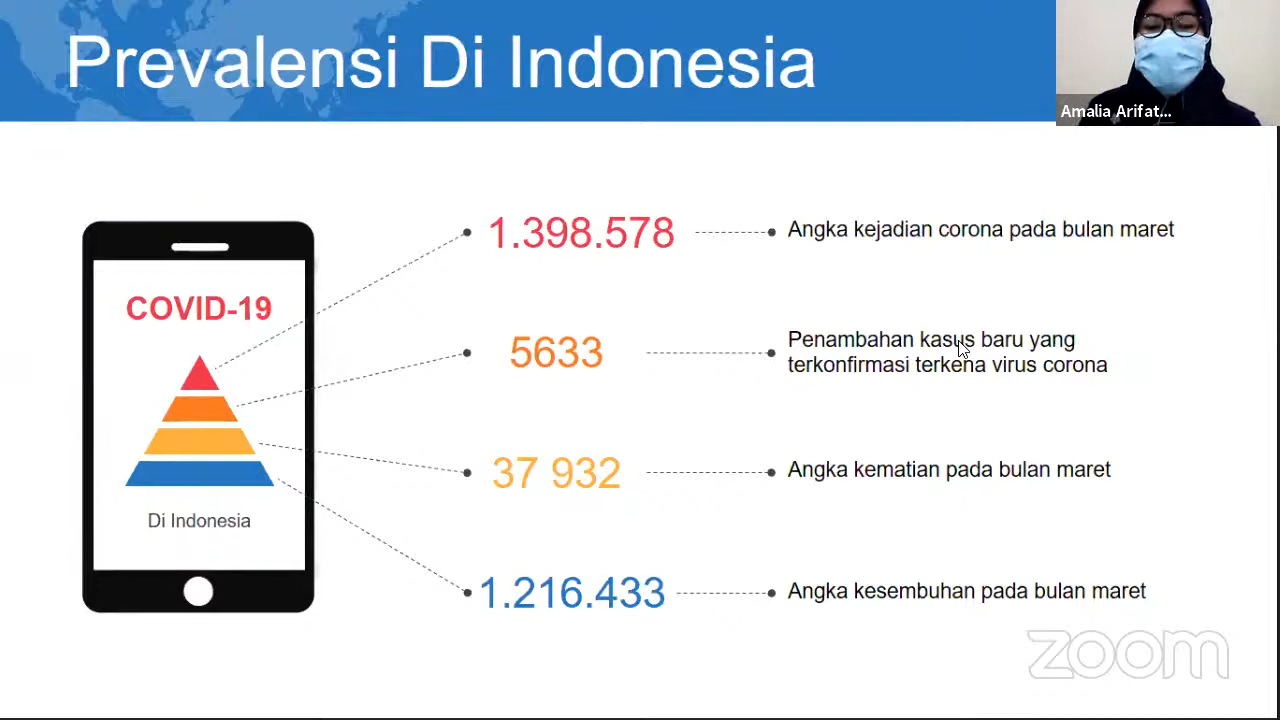 Prevalensi Di Indonesia
Amalia Arifat...
1.398.578
Angka kejadian corona pada bulan maret
COVID-19
5633
Penambahan kasus baru yang
terkonfirmasi terkena virus corona
37 932
Angka kematian pada bulan maret
Di Indonesia
1.216.433
Angka kesembuhan pada bulan maret
zoom